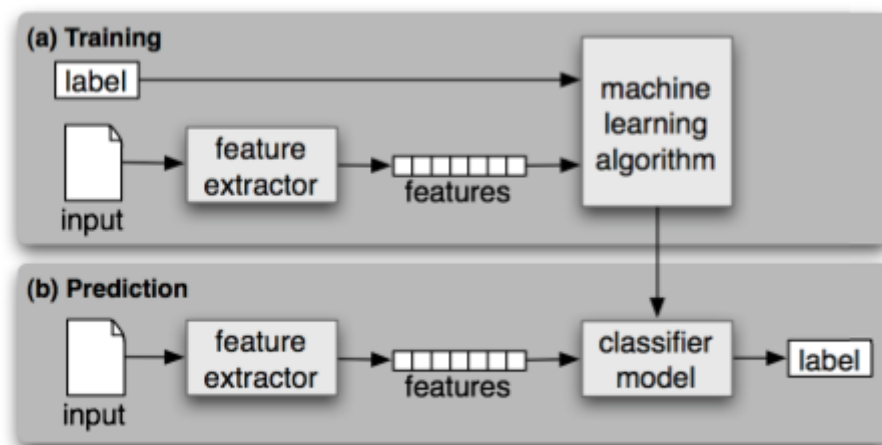 (a) Training
label
machine
learning
algorithm
feature
extractor
features
input
(b) Prediction
feature
extractor
features
input
classifier
model
label